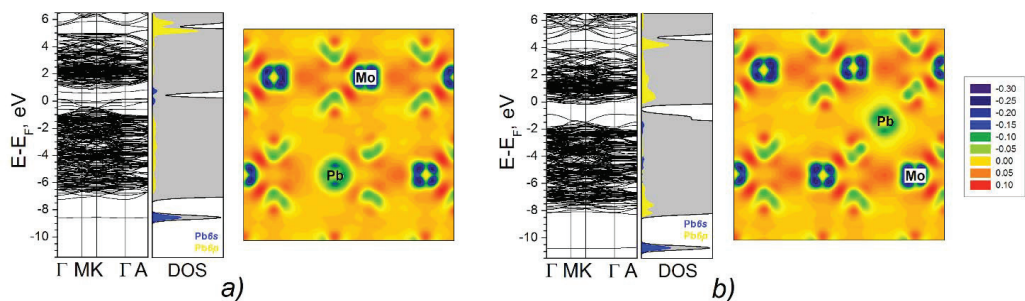 6
4
2
0
-2
-4
-6
-8
-10
E-E_F, eV
Γ M K Γ A
DOS
Pb6s
Pb6p
Mo
Pb
a)
6
4
2
0
-2
-4
-6
-8
-10
E-E_F, eV
Γ M K Γ A
DOS
Pb6s
Pb6p
Pb
Mo
b)
-0.30
-0.25
-0.20
-0.15
-0.10
-0.05
0.00
0.05
0.10